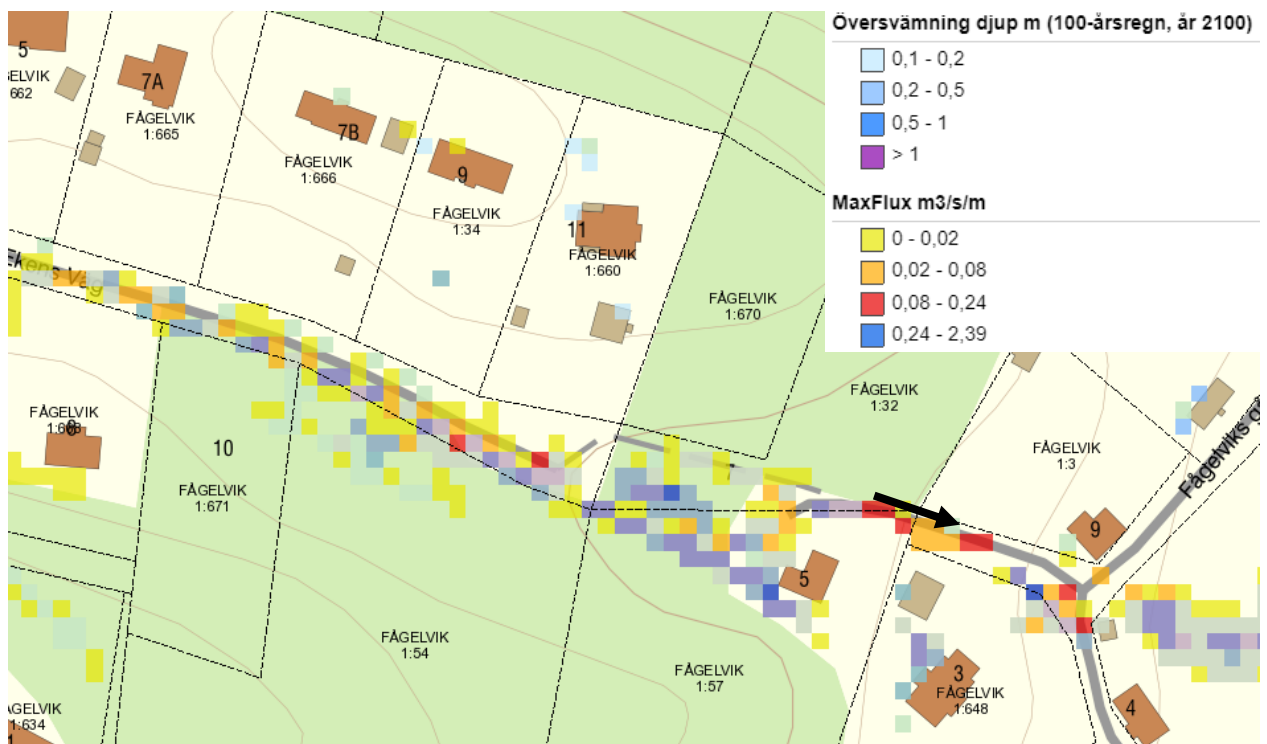 Översvämning djup m (100-årsregn, år 2100)
0,1 - 0,2
0,2 - 0,5
0,5 - 1
> 1
MaxFlux m3/s/m
0 - 0,02
0,02 - 0,08
0,08 - 0,24
0,24 - 2,39
5
GELVIK
662
7A
FÅGELVIK
1:665
7B
FÅGELVIK
1:666
9
FÅGELVIK
1:34
11
FÅGELVIK
1:660
FÅGELVIK
1:670
Ekens Väg
FÅGELVIK
1:32
FÅGELVIK
10
FÅGELVIK
1:671
FÅGELVIK
1:3
Fågelviks g
9
5
FÅGELVIK
1:54
FÅGELVIK
1:57
3
FÅGELVIK
1:648
4
ÅGELVIK
1:634